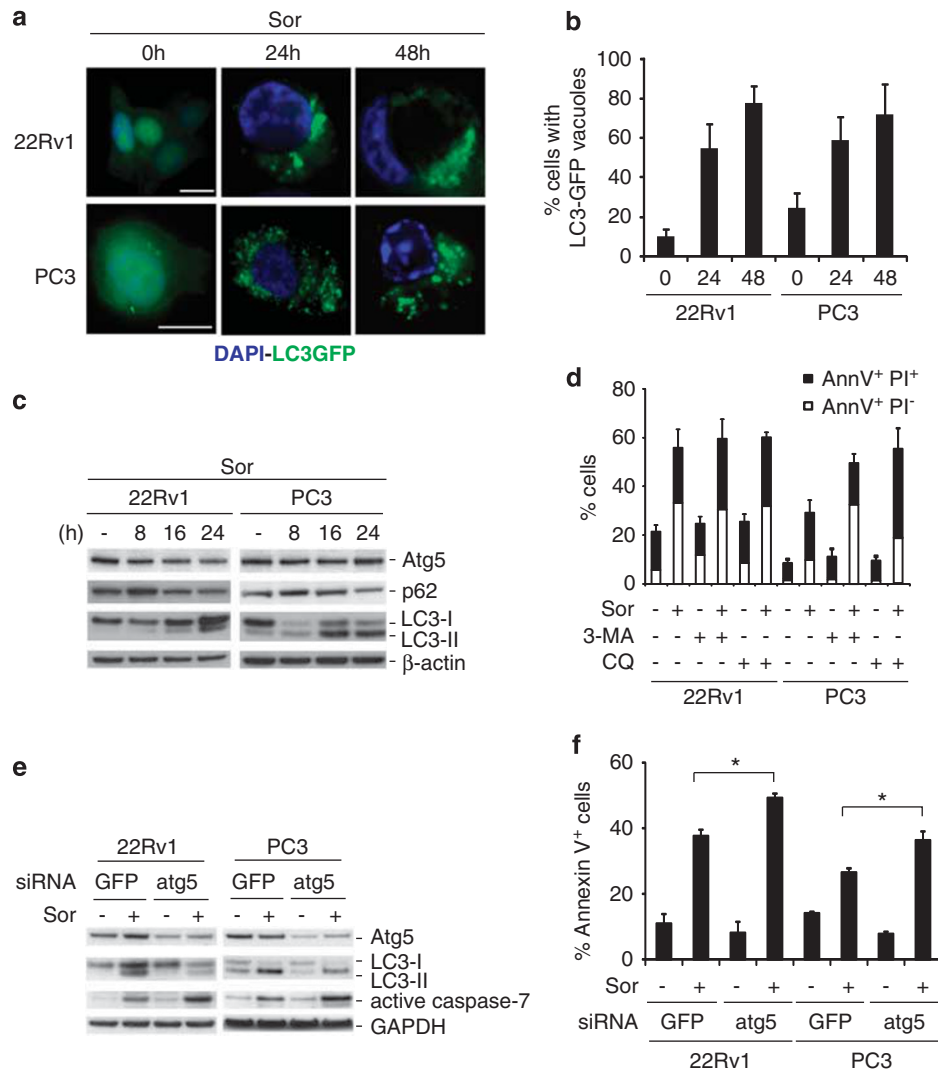 a
Sor
0h 24h 48h
22Rv1
PC3
DAPI-LC3GFP
b
% cells with
LC3-GFP vacuoles
100
80
60
40
20
0
0 24 48 0 24 48
22Rv1 PC3
c
Sor
22Rv1 PC3
(h) - 8 16 24 - 8 16 24
- Atg5
- p62
LC3-I
LC3-II
- β-actin
d
AnnV+ PI+
AnnV+ PI-
% cells
80
60
40
20
0
Sor - + - + - + - + - + - +
3-MA - - + + - - - - + + - -
CQ - - - - + + - - - - + +
22Rv1 PC3
e
22Rv1 PC3
siRNA GFP atg5 GFP atg5
Sor - + - + - + - +
- Atg5
- LC3-I
- LC3-II
- active caspase-7
- GAPDH
f
% Annexin V+ cells
60
40
20
0
* *
Sor - + - + - + - +
siRNA GFP atg5 GFP atg5
22Rv1 PC3